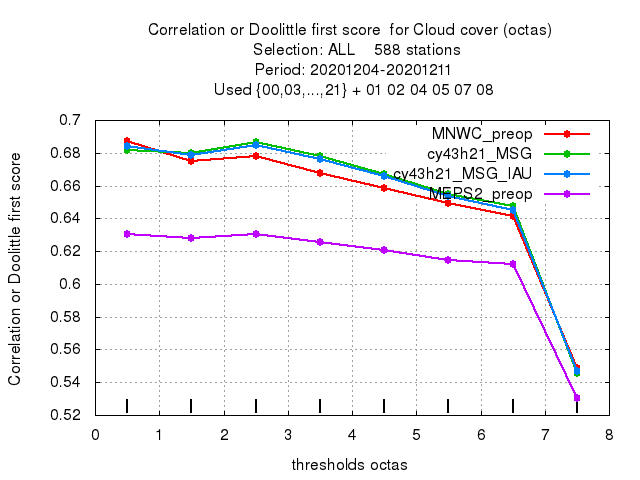 Correlation or Doolittle first score  for Cloud cover (octas)
Selection: ALL    588 stations
Period: 20201204-20201211
Used {00,03,...,21} + 01 02 04 05 07 08
Correlation or Doolittle first score
0.7
0.68
0.66
0.64
0.62
0.6
0.58
0.56
0.54
0.52
MNWC_preop
cy43h21_MSG
cy43h21_MSG_IAU
MEPS2_preop
0 1 2 3 4 5 6 7 8
thresholds octas